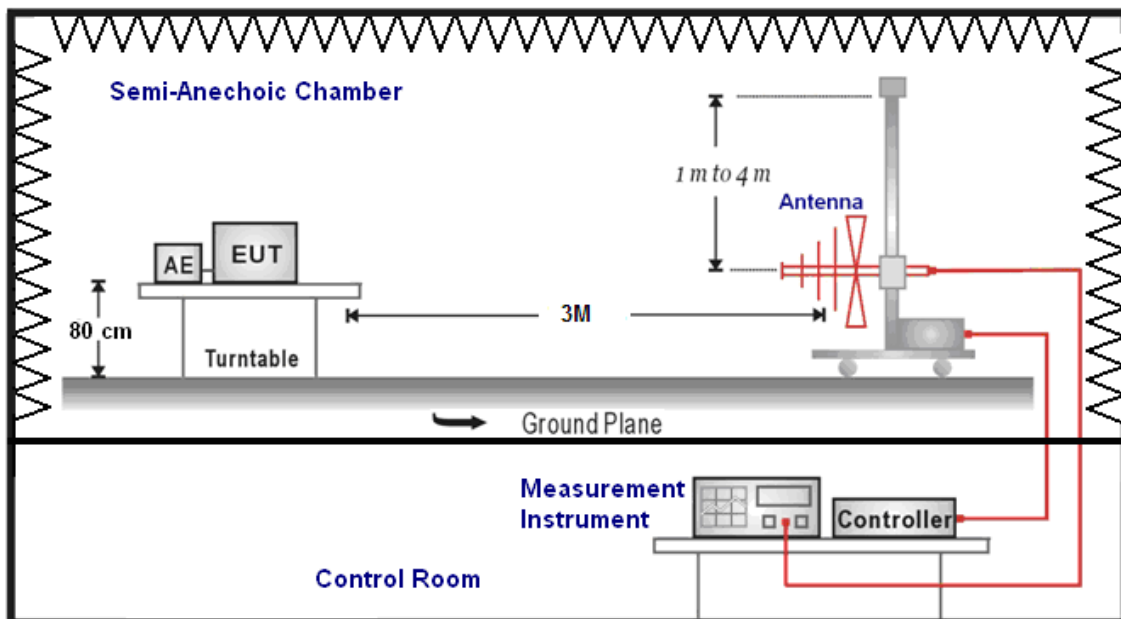 Semi-Anechoic Chamber
1 m to 4 m
Antenna
AE
EUT
80 cm
3M
Turntable
Ground Plane
Measurement
Instrument
Controller
Control Room